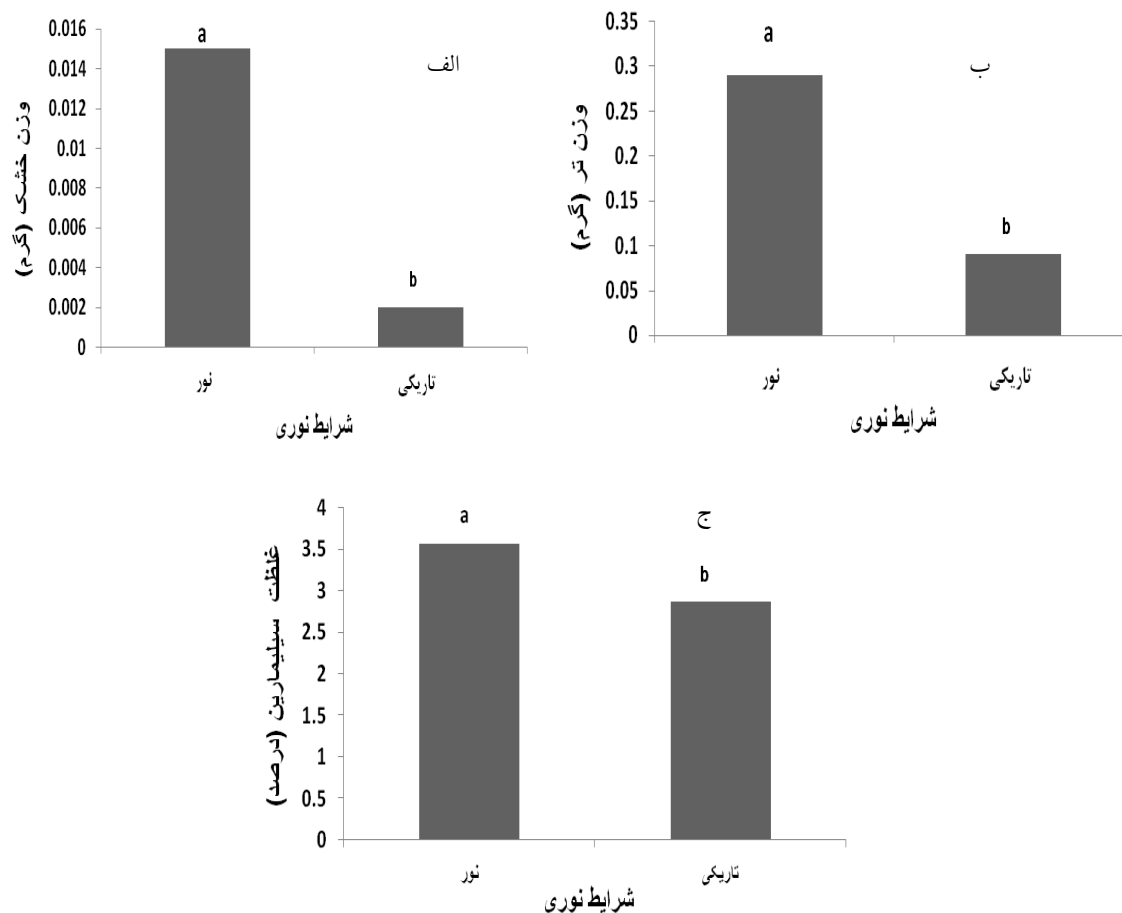 الف
وزن خشک (گرم)
0.016
0.014
0.012
0.01
0.008
0.006
0.004
0.002
0
a
b
نور
تاریکی
شرایط نوری
ب
وزن تر (گرم)
0.35
0.3
0.25
0.2
0.15
0.1
0.05
0
a
b
نور
تاریکی
شرایط نوری
ج
غلظت سیلیمارین (درصد)
4
3.5
3
2.5
2
1.5
1
0.5
0
a
b
نور
تاریکی
شرایط نوری